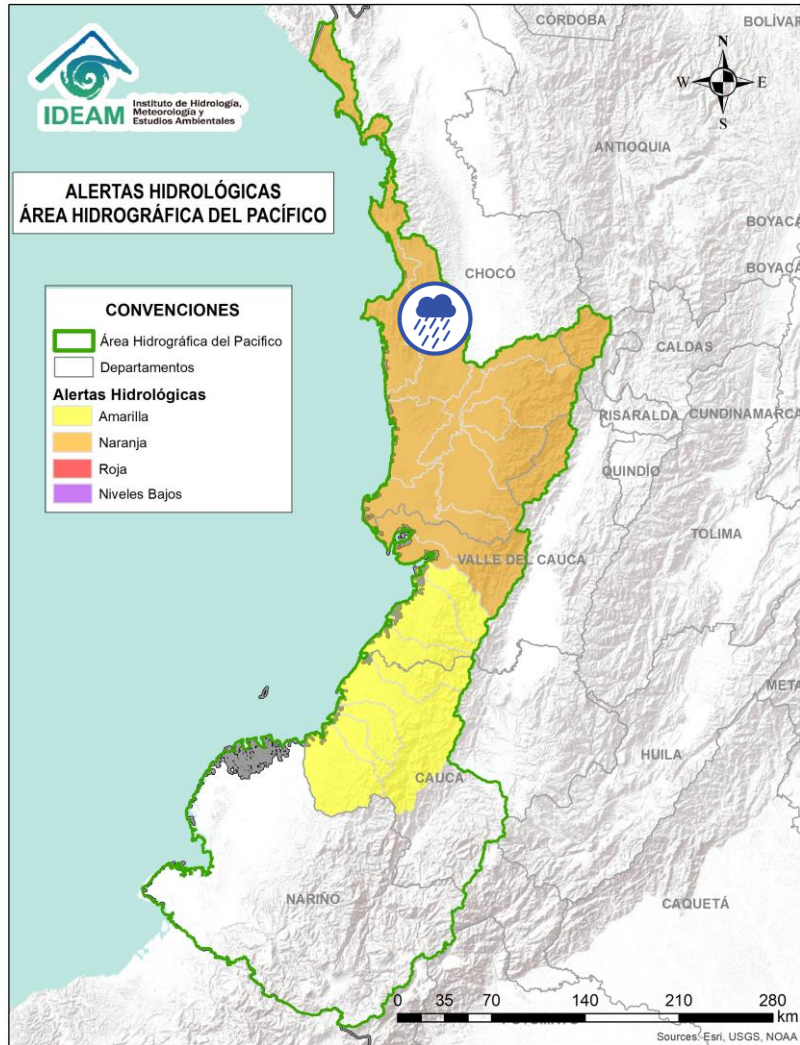 CÓRDOBA
BOLÍVAR
IDEAM
Instituto de Hidrología,
Meteorología y
Estudios Ambientales
N
W E
S
ANTIOQUIA
ALERTAS HIDROLÓGICAS
ÁREA HIDROGRÁFICA DEL PACÍFICO
BOYACÁ
BOYACÁ
CHOCÓ
CONVENCIONES
Área Hidrográfica del Pacifico
Departamentos
Alertas Hidrológicas
Amarilla
Naranja
Roja
Niveles Bajos
CALDAS
RISARALDA
CUNDINAMARCA
QUINDÍO
TOLIMA
VALLE DEL CAUCA
META
HUILA
CAUCA
NARIÑO
CAQUETÁ
0 35 70 140 210 280
km
Sources: Esri, USGS, NOAA